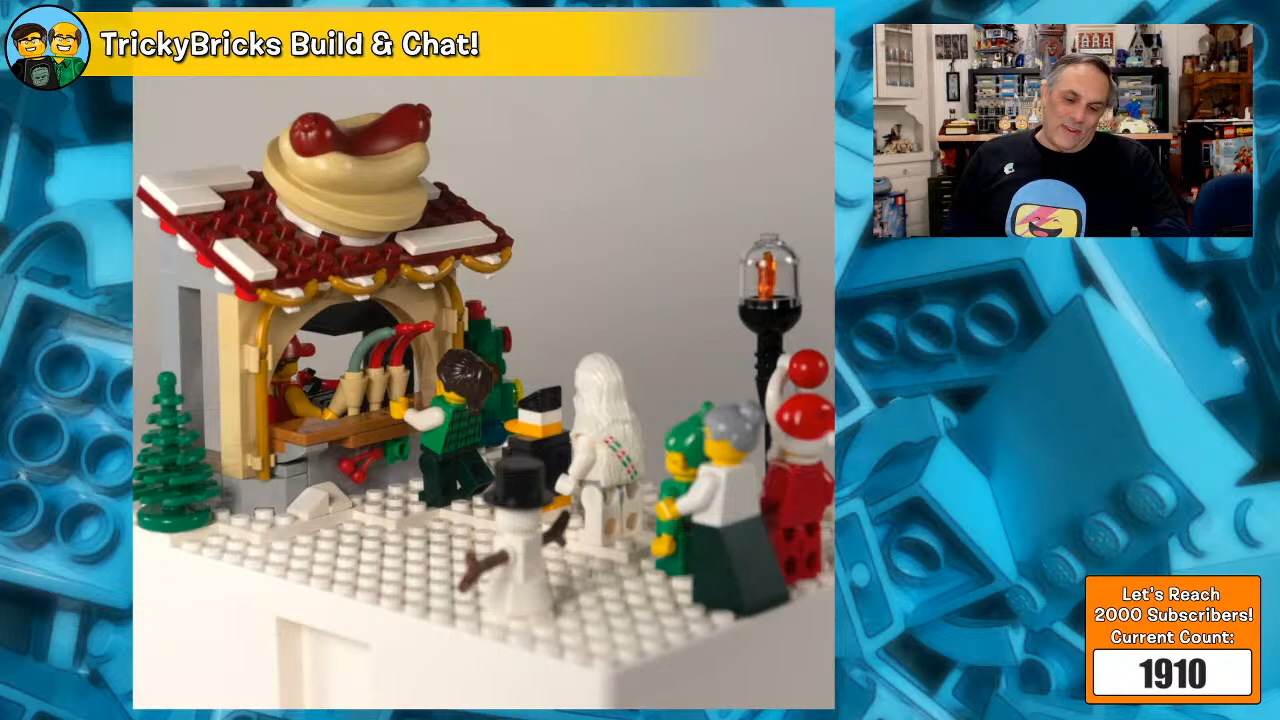 TrickyBricks Build & Chat!
Let's Reach
2000 Subscribers!
Current Count:
1910